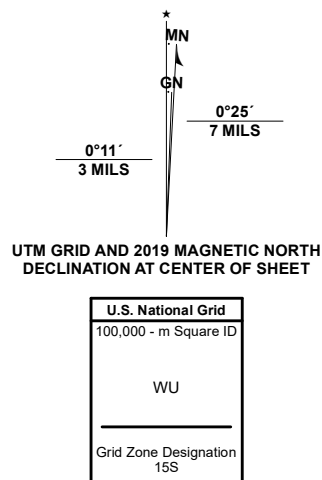 ★
MN
GN
0°25´
7 MILS
0°11´
3 MILS
UTM GRID AND 2019 MAGNETIC NORTH
DECLINATION AT CENTER OF SHEET
U.S. National Grid
100,000 - m Square ID
WU
Grid Zone Designation
15S